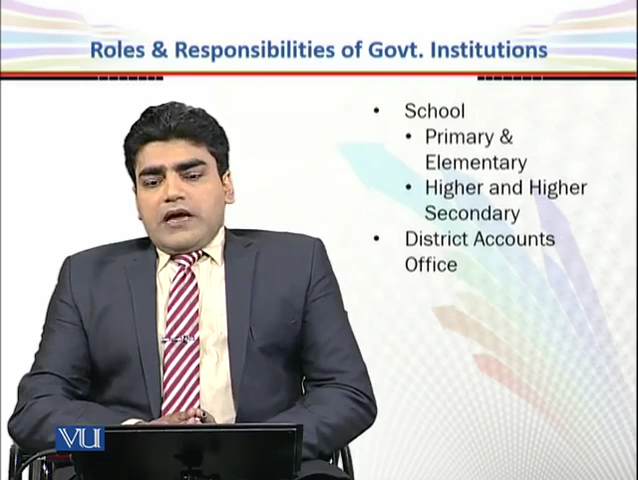 Roles & Responsibilities of Govt. Institutions
• School
• Primary &
Elementary
• Higher and Higher
Secondary
• District Accounts
Office
VU